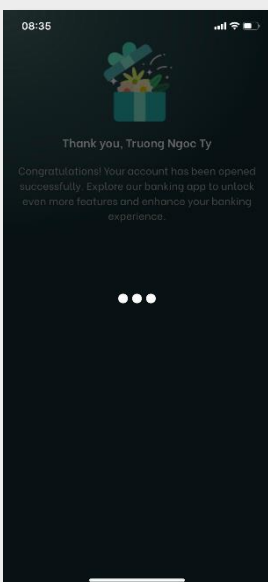 08:35
Thank you, Truong Ngoc Ty
Congratulations! Your account has been opened
successfully. Explore our banking app to unlock
even more features and enhance your banking
experience.